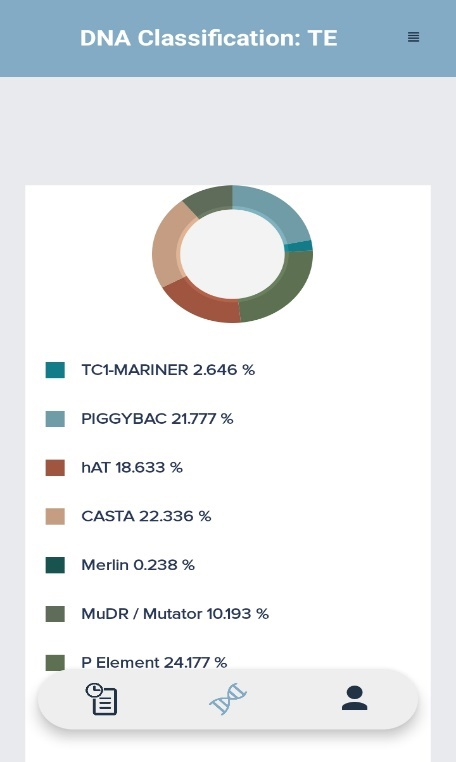 DNA Classification: TE
TC1-MARINER 2.646 %
PIGGYBAC 21.777 %
hAT 18.633 %
CASTA 22.336 %
Merlin 0.238 %
MuDR / Mutator 10.193 %
P Element 24.177 %